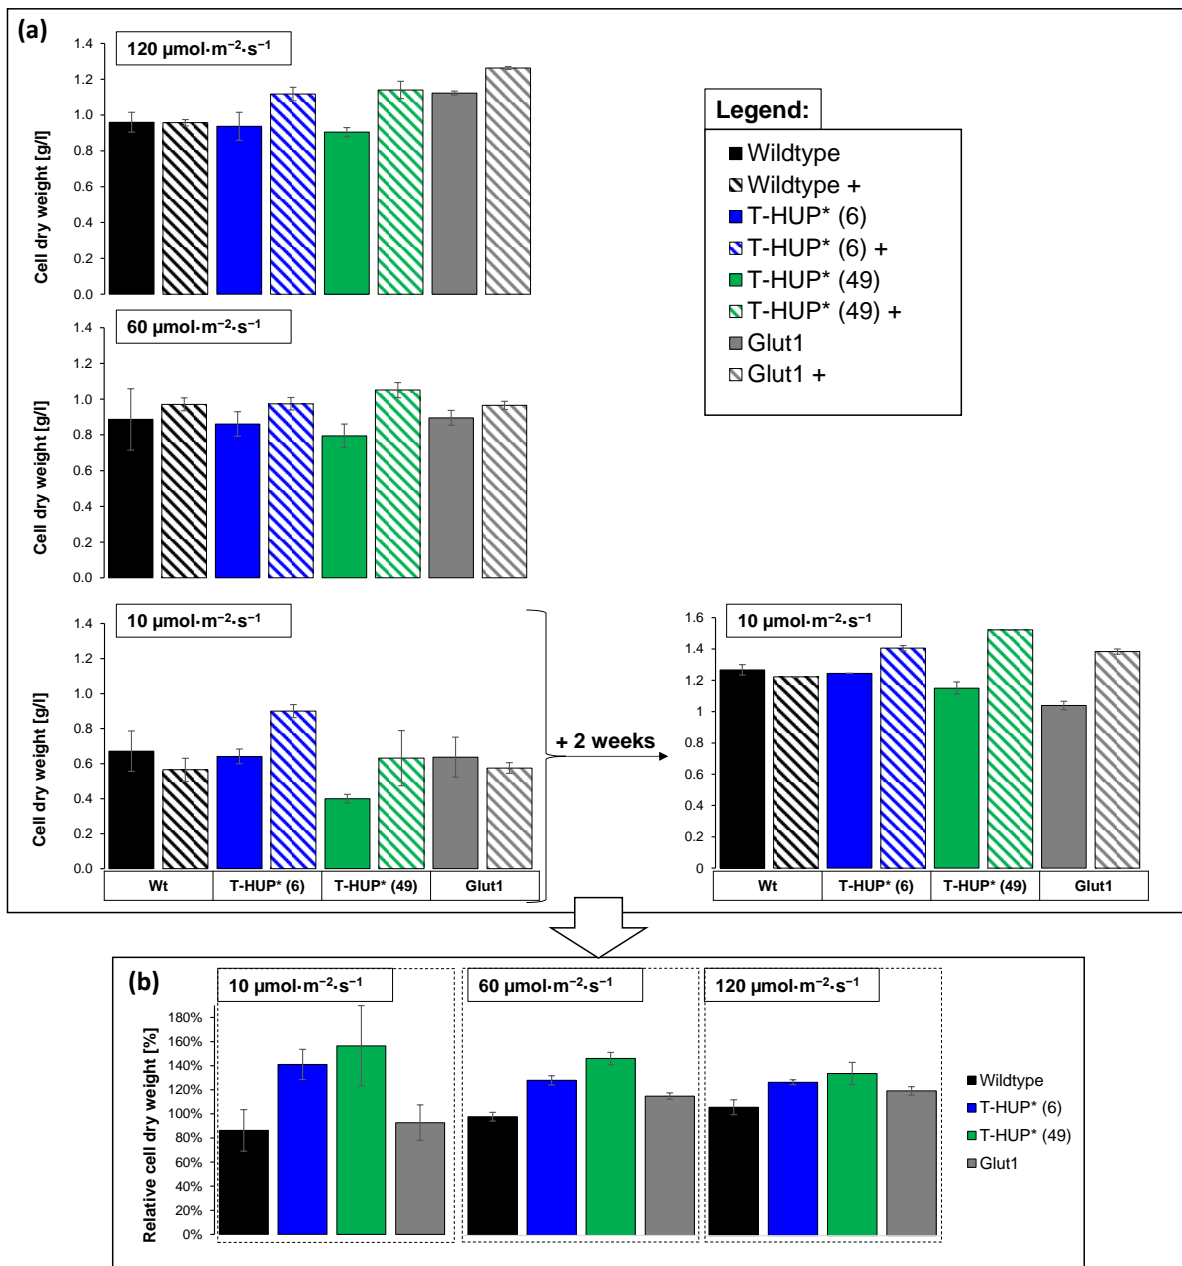 (a)
120 µmol·m⁻²·s⁻¹
1.4
1.2
1.0
0.8
0.6
0.4
0.2
0.0
Cell dry weight [g/l]
Legend:
Wildtype
Wildtype +
T-HUP* (6)
T-HUP* (6) +
T-HUP* (49)
T-HUP* (49) +
Glut1
Glut1 +
60 µmol·m⁻²·s⁻¹
1.4
1.2
1.0
0.8
0.6
0.4
0.2
0.0
Cell dry weight [g/l]
10 µmol·m⁻²·s⁻¹
1.4
1.2
1.0
0.8
0.6
0.4
0.2
0.0
Cell dry weight [g/l]
Wt T-HUP* (6) T-HUP* (49) Glut1
+ 2 weeks
10 µmol·m⁻²·s⁻¹
1.6
1.4
1.2
1
0.8
0.6
0.4
0.2
0
Wt T-HUP* (6) T-HUP* (49) Glut1
(b)
10 µmol·m⁻²·s⁻¹
60 µmol·m⁻²·s⁻¹
120 µmol·m⁻²·s⁻¹
180%
160%
140%
120%
100%
80%
60%
40%
20%
0%
Relative cell dry weight [%]
Wildtype
T-HUP* (6)
T-HUP* (49)
Glut1